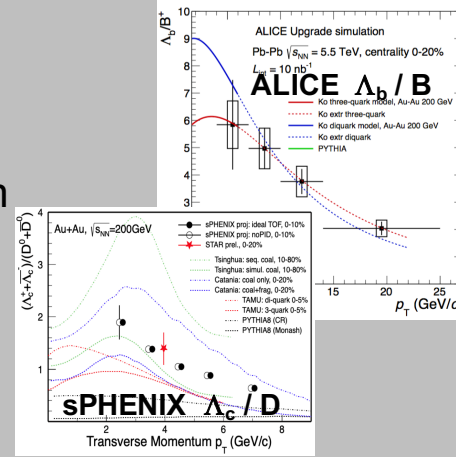 Λb/B+
10
9
8
7
6
5
4
3
ALICE Upgrade simulation
Pb-Pb √sNN = 5.5 TeV, centrality 0-20%
= 10 nb-1
ALICE Λb / B
Ko three-quark model, Au-Au 200 GeV
Ko extr three-quark
Ko diquark model, Au-Au 200 GeV
Ko extr diquark
PYTHIA
15 20 25
pT (GeV/c
n
(Λc+ + Λc-)/(D0+D̄0)
4
3
2
1
Au+Au, √sNN=200GeV
sPHENIX proj: ideal TOF, 0-10%
sPHENIX proj: noPID, 0-10%
STAR prel., 0-20%
Tsinghua: seq. coal, 10-80%
Tsinghua: simul. coal, 10-80%
Catania: coal only, 0-20%
Catania: coal+frag, 0-20%
TAMU: di-quark 0-5%
TAMU: 3-quark 0-5%
PYTHIA8 (CR)
PYTHIA8 (Monash)
sPHENIX Λc / D
2 4 6 8
Transverse Momentum pT (GeV/c)